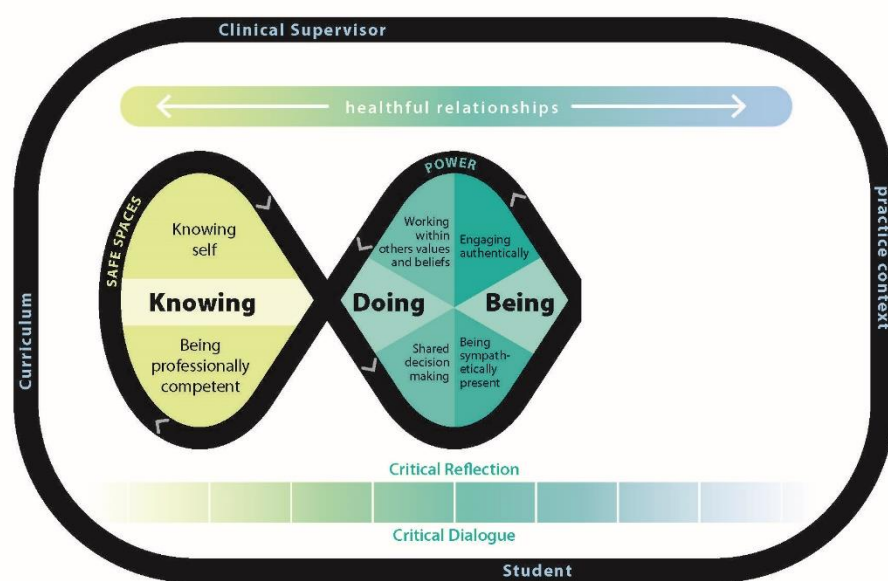 Clinical Supervisor
healthful relationships
SAFE SPACES
POWER
Knowing
self
Knowing
Being
professionally
competent
Working
within
others values
and beliefs
Engaging
authentically
Doing
Being
Shared
decision
making
Being
sympath-
etically
present
Curriculum
practice context
Critical Reflection
Critical Dialogue
Student